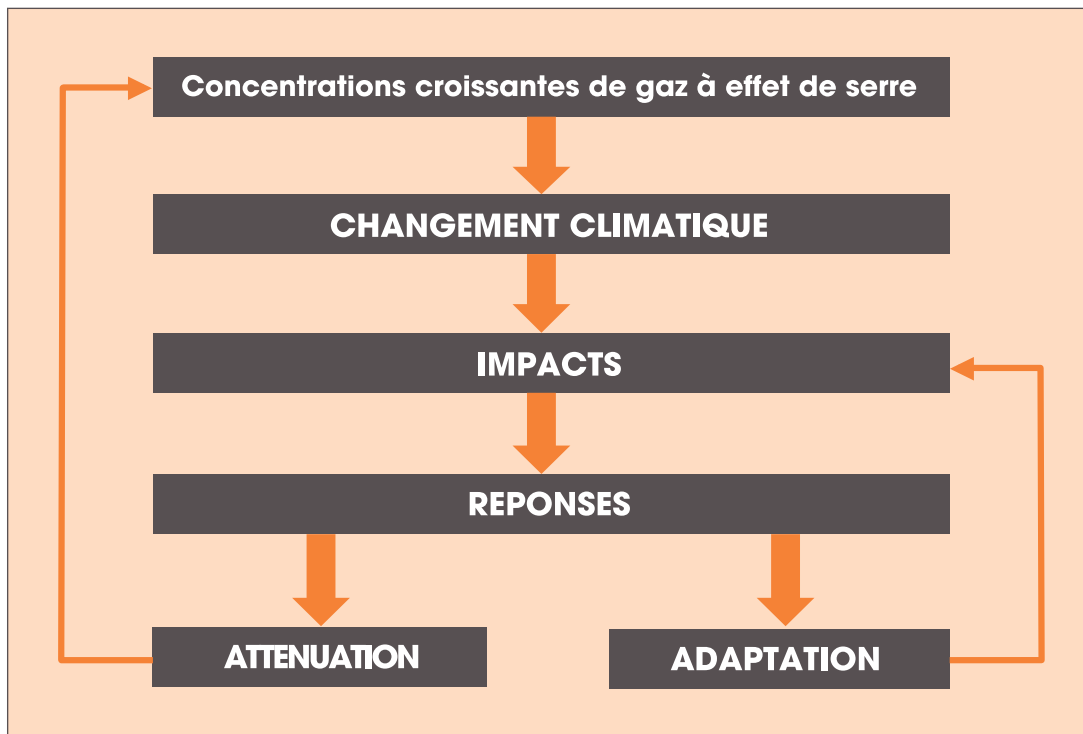 Concentrations croissantes de gaz à effet de serre
CHANGEMENT CLIMATIQUE
IMPACTS
REPONSES
ATTENUATION
ADAPTATION